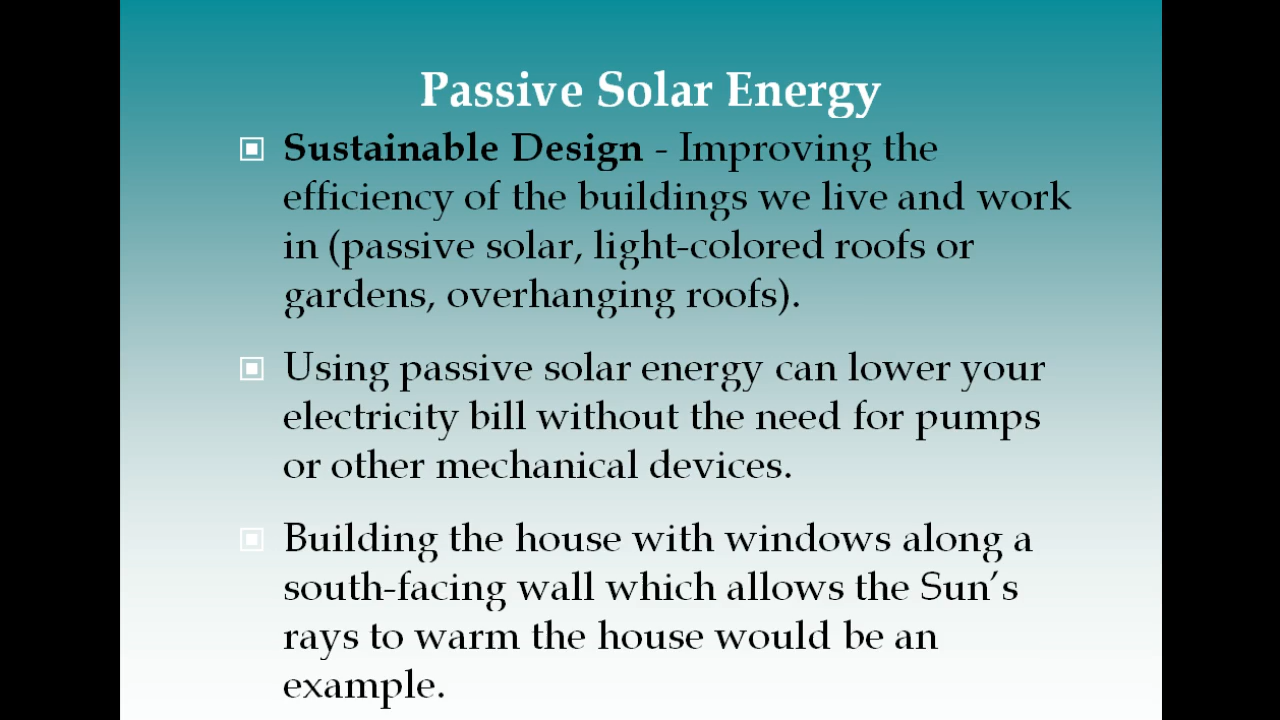 Passive Solar Energy
Sustainable Design - Improving the
efficiency of the buildings we live and work
in (passive solar, light-colored roofs or
gardens, overhanging roofs).
Using passive solar energy can lower your
electricity bill without the need for pumps
or other mechanical devices.
Building the house with windows along a
south-facing wall which allows the Sun’s
rays to warm the house would be an
example.